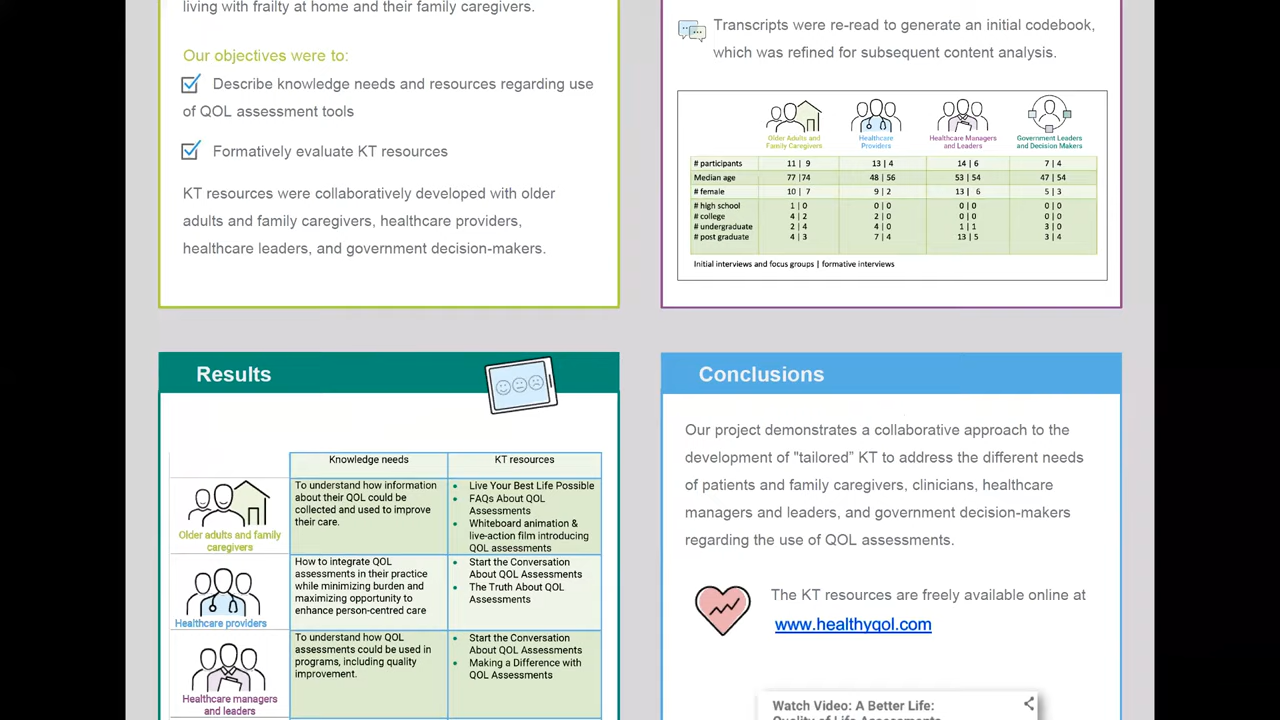 living with frailty at home and their family caregivers.
Our objectives were to:
Describe knowledge needs and resources regarding use
of QOL assessment tools
Formatively evaluate KT resources
KT resources were collaboratively developed with older
adults and family caregivers, healthcare providers,
healthcare leaders, and government decision-makers.
Transcripts were re-read to generate an initial codebook,
which was refined for subsequent content analysis.
Older Adults and
Family Caregivers
Healthcare
Providers
Healthcare Managers
and Leaders
Government Leaders
and Decision Makers
# participants 11 | 9 13 | 4 14 | 6 7 | 4
Median age 77 |74 48 | 56 53 | 54 47 | 54
# female 10 | 7 9 | 2 13 | 6 5 | 3
# high school 1 | 0 0 | 0 0 | 0 0 | 0
# college 4 | 2 2 | 0 0 | 0 0 | 0
# undergraduate 2 | 4 4 | 0 1 | 1 3 | 0
# post graduate 4 | 3 7 | 4 13 | 5 3 | 4
Initial interviews and focus groups | formative interviews
Results
Knowledge needs KT resources
Older adults and family
caregivers
To understand how information
about their QOL could be
collected and used to improve
their care.
• Live Your Best Life Possible
• FAQs About QOL
Assessments
• Whiteboard animation &
live-action film introducing
QOL assessments
Healthcare providers
How to integrate QOL
assessments in their practice
while minimizing burden and
maximizing opportunity to
enhance person-centred care
• Start the Conversation
About QOL Assessments
• The Truth About QOL
Assessments
Healthcare managers
and leaders
To understand how QOL
assessments could be used in
programs, including quality
improvement.
• Start the Conversation
About QOL Assessments
• Making a Difference with
QOL Assessments
Conclusions
Our project demonstrates a collaborative approach to the
development of "tailored” KT to address the different needs
of patients and family caregivers, clinicians, healthcare
managers and leaders, and government decision-makers
regarding the use of QOL assessments.
The KT resources are freely available online at
www.healthyqol.com
Watch Video: A Better Life:
Quality of Life Assessments